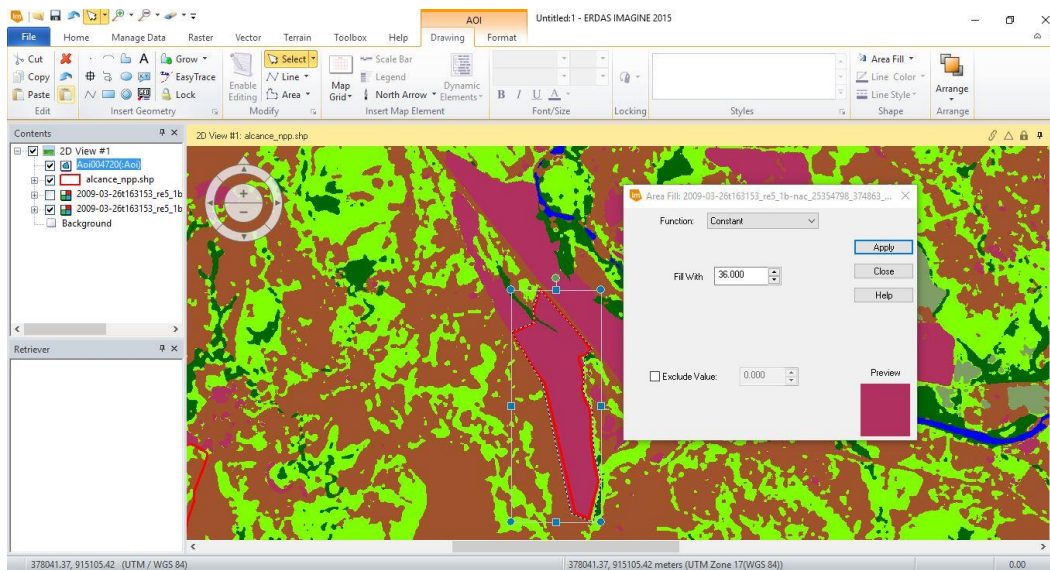 AOI
Untitled:1 - ERDAS IMAGINE 2015
File Home Manage Data Raster Vector Terrain Toolbox Help Drawing Format
Cut
Copy
Paste
Edit
A
Grow
EasyTrace
Lock
Insert Geometry
Enable Editing
Select
Line
Area
Modify
Map Grid
Scale Bar
Legend
North Arrow
Dynamic Elements
Insert Map Element
B I U A
Font/Size
Locking
Styles
Area Fill
Line Color
Line Style
Shape
Arrange
Arrange
Contents
2D View #1
Aoi004720(:Aoi)
alcance_npp.shp
2009-03-26t163153_re5_1b
2009-03-26t163153_re5_1b
Background
Retriever
2D View #1: alcance_npp.shp
Area Fill: 2009-03-26t163153_re5_1b-nac_25354798_374863_...
Function: Constant
Apply
Fill With 36.000
Close
Help
Exclude Value: 0.000
Preview
378041.37, 915105.42 (UTM / WGS 84)
378041.37, 915105.42 meters (UTM Zone 17(WGS 84))
0.00